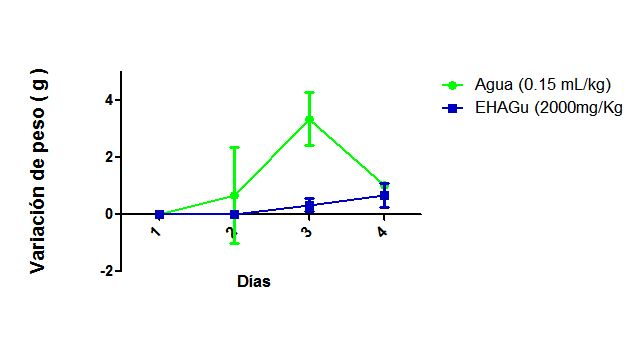 Variación de peso ( g )
4
2
0
-2
1
2
3
4
Días
Agua (0.15 mL/kg)
EHAGu (2000mg/Kg